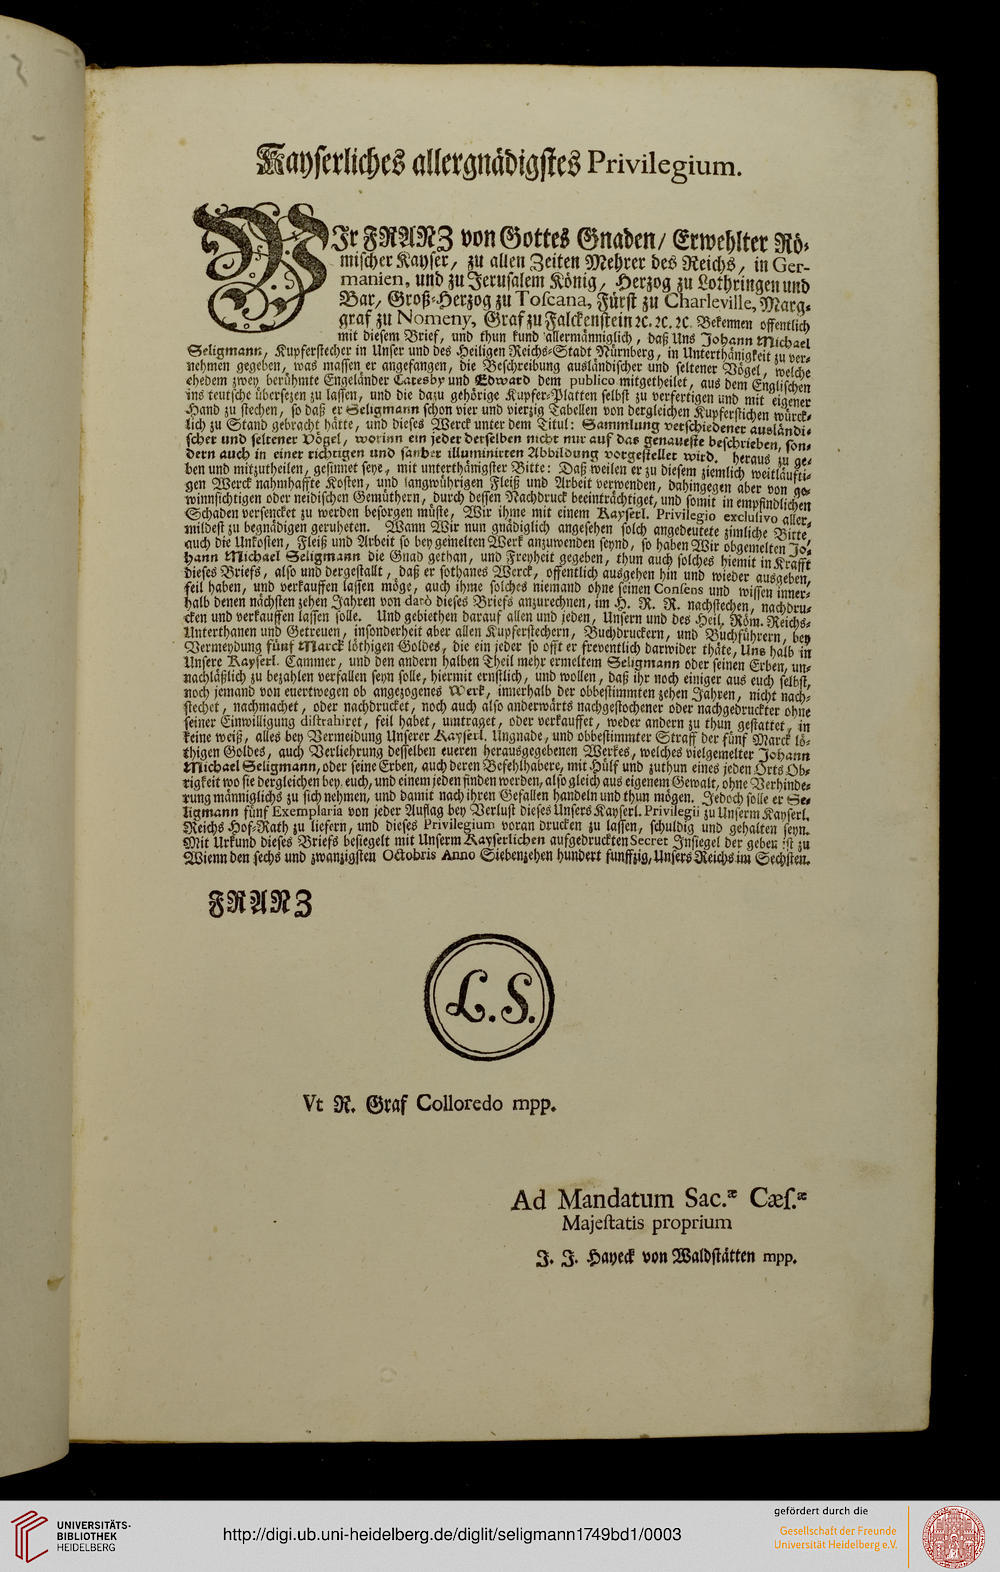 Kayserliches allergnädigstes Privilegium.
WIr FRANZ von Gottes Gnaden/ Erwehlter Rö-
mischer Kayser, zu allen Zeiten Mehrer des Reichs, in Ger-
manien, und zu Jerusalem König, Herzog zu Lothringen und
Bar, Groß-Herzog zu Toscana, Fürst zu Charleville, Marg-
graf zu Nomeny, Graf zu Falckenstein ꝛc. ꝛc. ꝛc. Bekennen offentlich
mit diesem Brief, und thun kund allermänniglich, daß Uns Johann Michael
Seligmann, Kupferstecher in Unser und des Heiligen Reichs-Stadt Nürnberg, in Unterthänigkeit zu ver-
nehmen gegeben, was massen er angefangen, die Beschreibung ausländischer und seltener Vögel, welche
ehedem zwey berühmte Engeländer Catesby und Edward dem publico mitgetheilet, aus dem Englischen
ins teutsche übersezen zu lassen, und die dazu gehörige Kupfer-Platten selbst zu verfertigen und mit eigener
Hand zu stechen, so daß er Seligmann schon vier und vierzig Tabellen von dergleichen Kupferstichen würck-
lich zu Stand gebracht hätte, und dieses Werck unter dem Titul: Sammlung verschiedener ausländi-
scher und seltener Vögel, worinn ein jeder derselben nicht nur auf das genaueste beschrieben, son-
dern auch in einer richtigen und sauber illuminirten Abbildung vorgestellet wird, heraus zu ge-
ben und mitzutheilen, gesinnet seye, mit unterthänigster Bitte: Daß weilen er zu diesem ziemlich weitläufti-
gen Werck nahmhaffte Kosten, und langwührigen Fleiß und Arbeit verwenden, dahingegen aber von ge-
winnsichtigen oder neidischen Gemüthern, durch dessen Nachdruck beeinträchtiget, und somit in empfindlichen
Schaden versencket zu werden besorgen müste, Wir ihme mit einem Kayserl. Privilegio exclusivo aller-
mildest zu begnädigen geruheten. Wann Wir nun gnädiglich angesehen solch angedeutete zimliche Bitte,
auch die Unkosten, Fleiß und Arbeit so bey gemelten Werk anzuwenden seynd, so haben Wir obgemelten Jo-
hann Michael Seligmann die Gnad gethan, und Freyheit gegeben, thun auch solches hiemit in Krafft
dieses Briefs, also und dergestallt, daß er sothanes Werck, offentlich ausgehen hin und wieder ausgeben,
feil haben, und verkauffen lassen möge, auch ihme solches niemand ohne seinen Consens und wissen inner-
halb denen nächsten zehen Jahren von datò dieses Briefs anzurechnen, im H. R. R. nachstechen, nachdru-
cken und verkauffen lassen solle. Und gebiethen darauf allen und jeden, Unsern und des Heil. Röm. Reichs-
Unterthanen und Getreuen, insonderheit aber allen Kupferstechern, Buchdruckern, und Buchführern, bey
Vermeydung fünf Marck löthigen Goldes, die ein jeder so offt er freventlich darwider thäte, Uns halb in
Unsere Kayserl. Cammer, und den andern halben Theil mehr ermeltem Seligmann oder seinen Erben, un-
nachläßlich zu bezahlen verfallen seyn solle, hiermit ernstlich, und wollen, daß ihr noch einiger aus euch selbst,
noch jemand von euertwegen ob angezogenes Werk, innerhalb der obbestimmten zehen Jahren, nicht nach-
stechet, nachmachet, oder nachdrucket, noch auch also anderwärts nachgestochener oder nachgedruckter ohne
seiner Einwilligung distrahiret, feil habet, umtraget, oder verkauffet, weder andern zu thun gestattet, in
keine weiß, alles bey Vermeidung Unserer Kayserl. Ungnade, und obbestimmter Straff der fünf Marck lö-
thigen Goldes, auch Verliehrung desselben eueren herausgegebenen Werkes, welches vielgemelter Johann
Michael Seligmann, oder seine Erben, auch deren Befehlhabere, mit Hülf und zuthun eines jeden Orts Ob-
rigkeit wo sie dergleichen bey euch, und einem jeden finden werden, also gleich aus eigenem Gewalt, ohne Verhinde-
rung männiglichs zu sich nehmen, und damit nach ihren Gefallen handeln und thun mögen. Jedoch solle er Se-
ligmann fünf Exemplaria von jeder Auflag bey Verlust dieses Unsers Kayserl. Privilegii zu Unserm Kayserl.
Reichs Hof-Rath zu liefern, und dieses Privilegium voran drucken zu lassen, schuldig und gehalten seyn.
Mit Urkund dieses Briefs besiegelt mit Unserm Kayserlichen aufgedruckten Secret Insiegel der geben ist zu
Wienn den sechs und zwanzigsten Octobris Anno Siebenzehen hundert funffzig, Unsers Reichs im Sechsten.
FRANZ
L. S.
Vt R. Graf Colloredo mpp.
Ad Mandatum Sac.æ Cæſ.æ
Majeſtatis proprium
J. J. Hayeck von Waldstätten mpp.
UNIVERSITÄTS-
BIBLIOTHEK
HEIDELBERG
http://digi.ub.uni-heidelberg.de/diglit/seligmann1749bd1/0003
gefördert durch die
Gesellschaft der Freunde
Universität Heidelberg e.V.